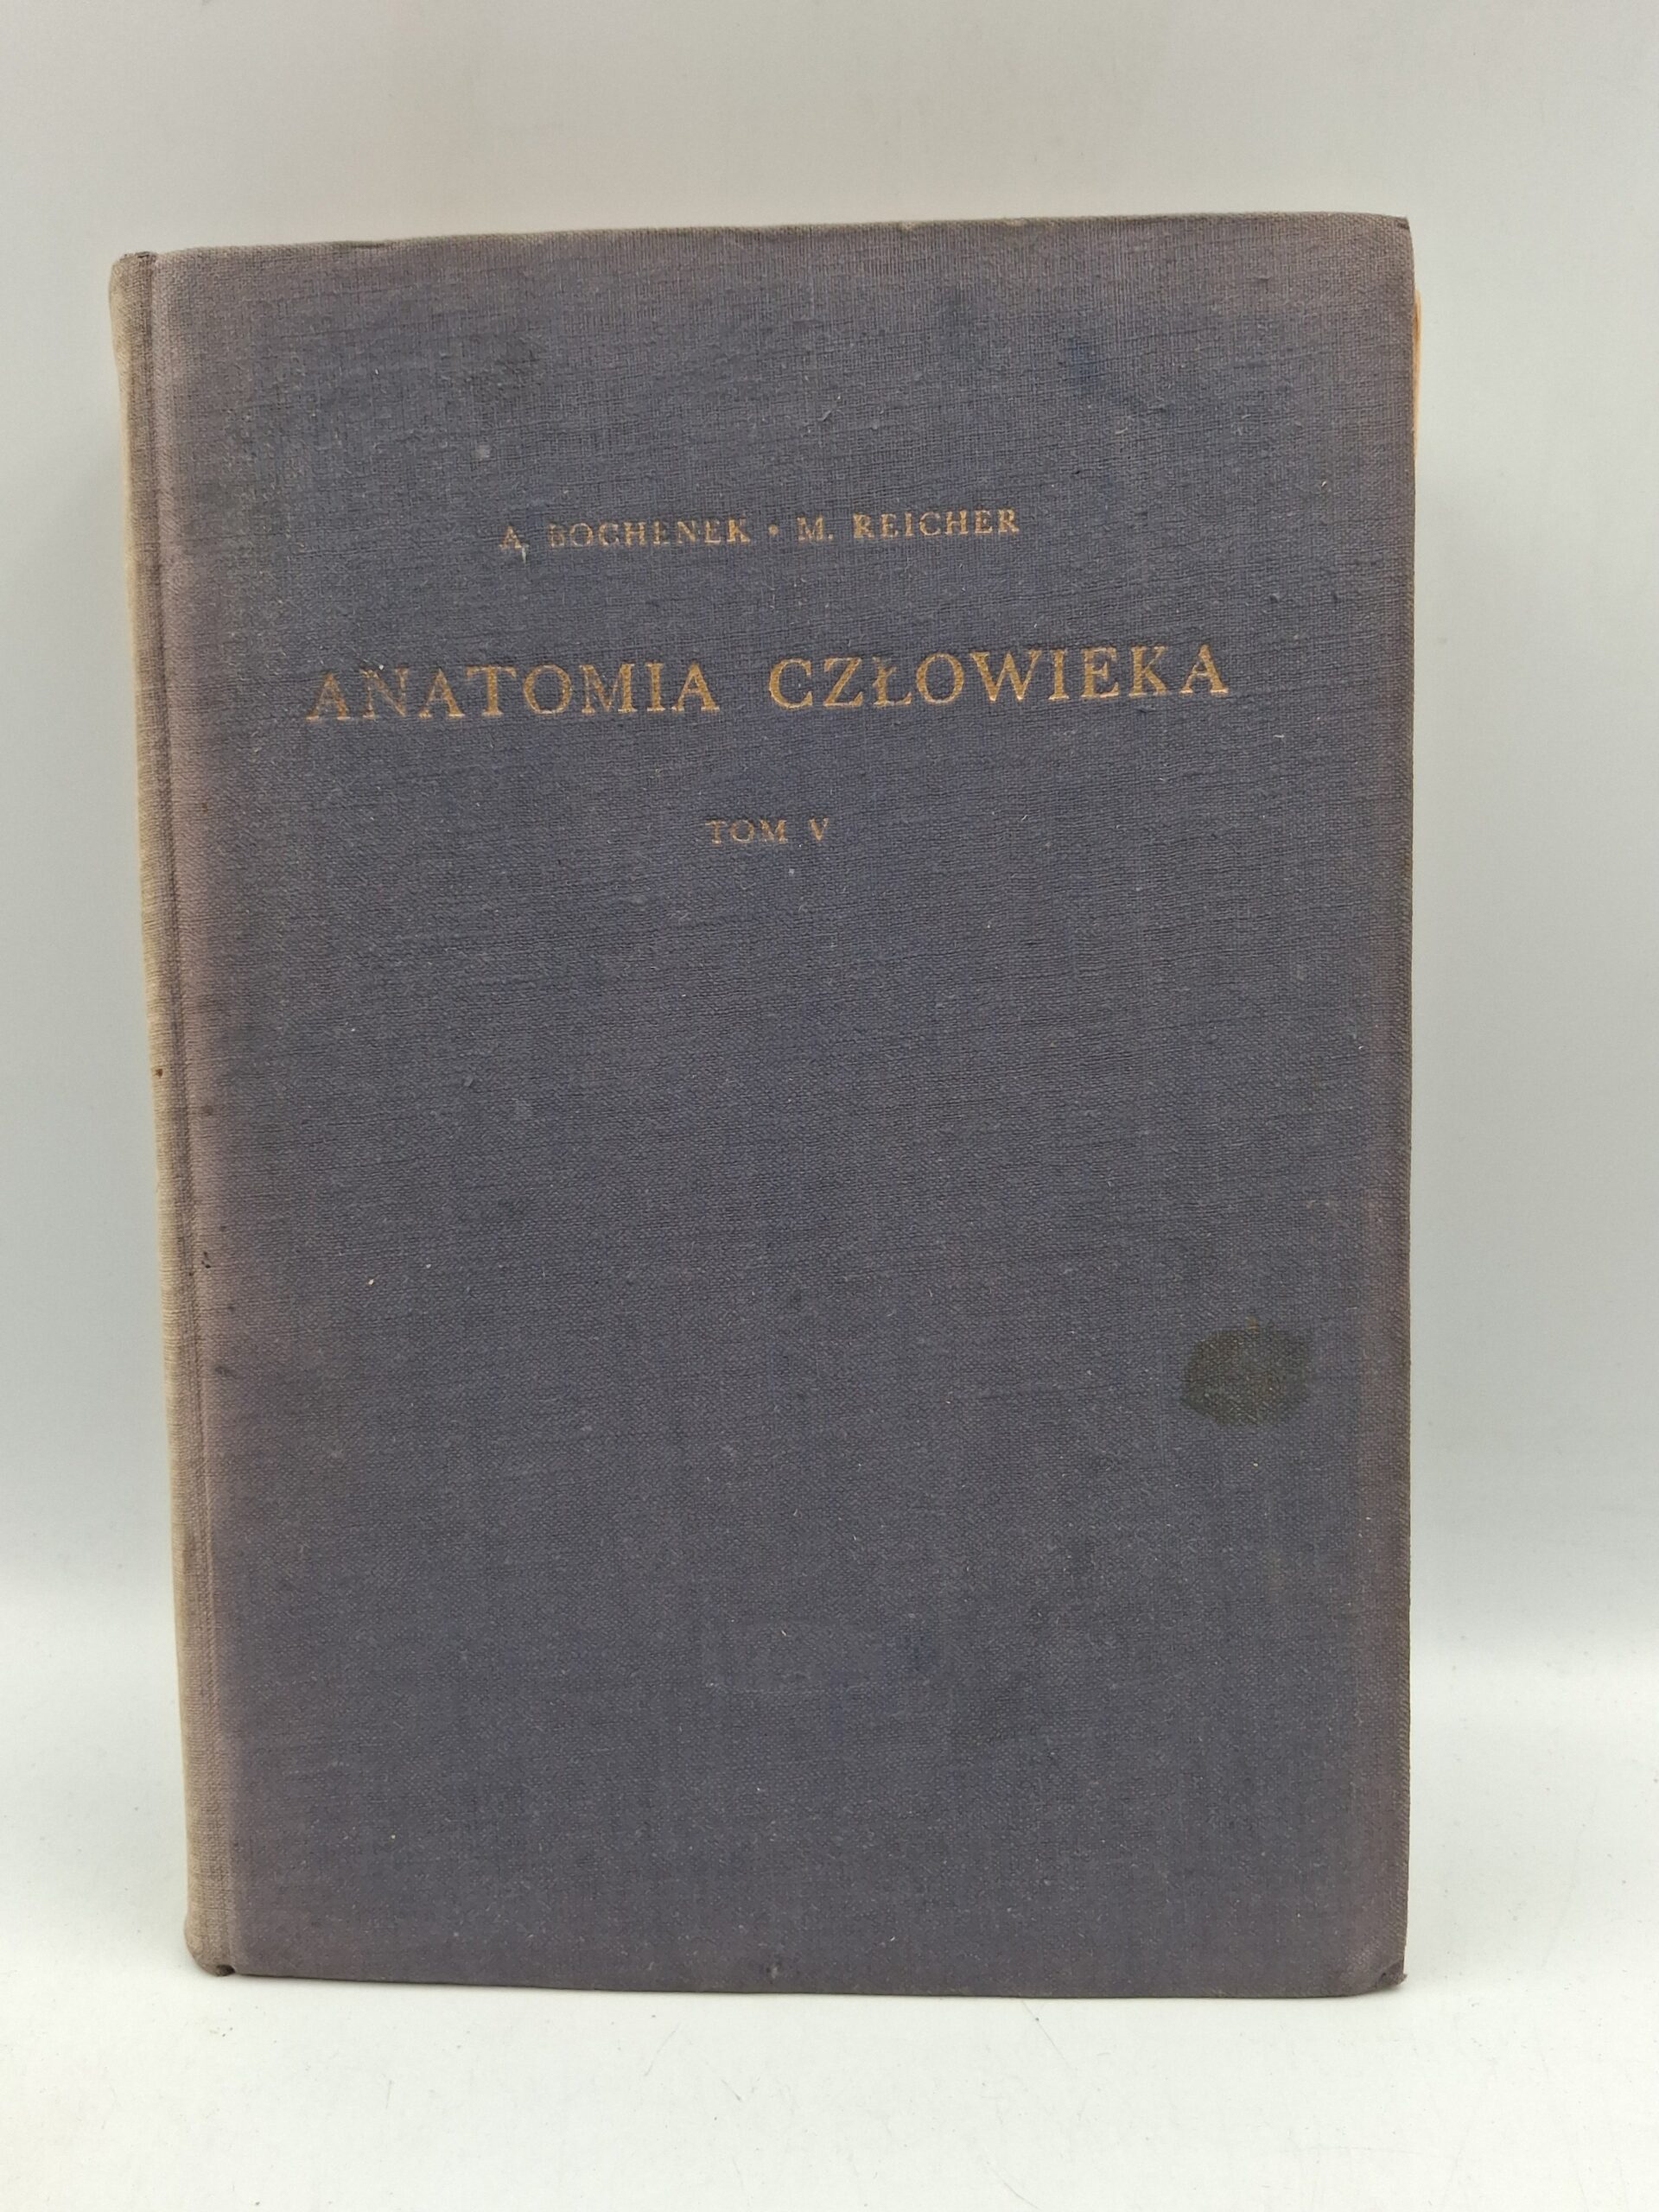 A. BOCHENEK • M. REICHER
ANATOMIA CZŁOWIEKA
TOM V